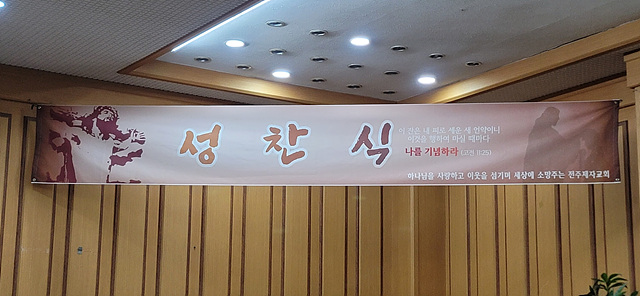 성찬식
이 잔은 내 피로 세운 새 언약이니
이것을 행하여 마실 때마다
나를 기념하라 (고전 11:25)
하나님을 사랑하고 이웃을 섬기며 세상에 소망주는 전주제자교회